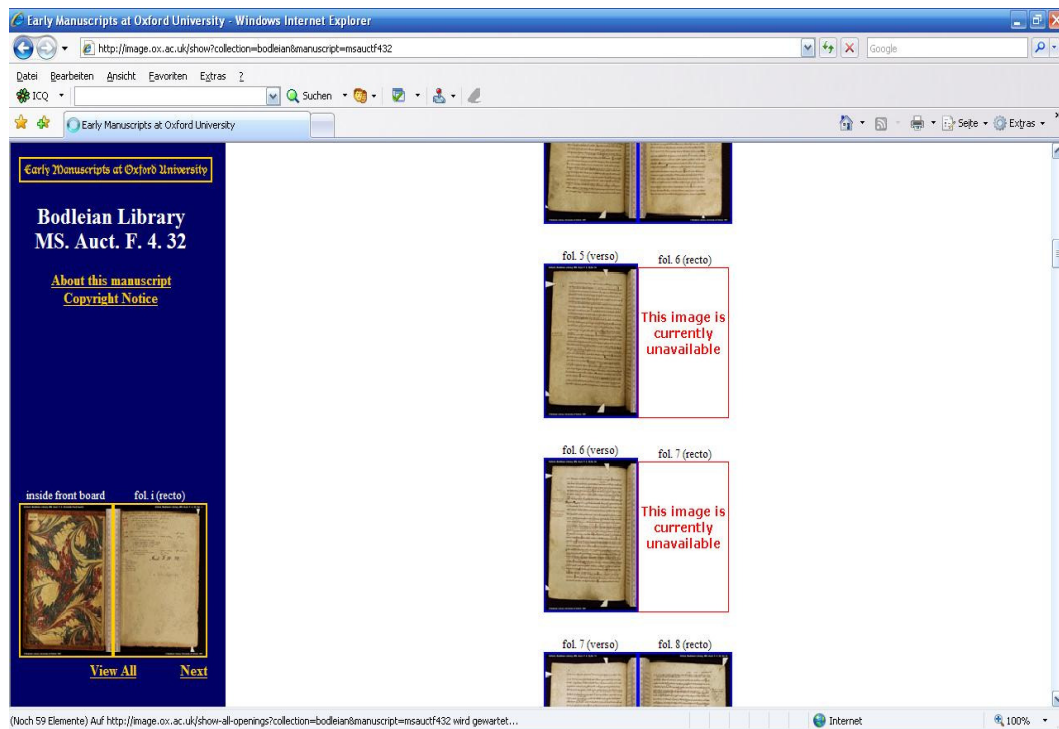 Early Manuscripts at Oxford University - Windows Internet Explorer
http://image.ox.ac.uk/show?collection=bodleian&manuscript=msauctf432
Google
Datei Bearbeiten Ansicht Favoriten Extras ?
ICQ Suchen
Early Manuscripts at Oxford University
Seite Extras
Early Manuscripts at Oxford University
Bodleian Library
MS. Auct. F. 4. 32
About this manuscript
Copyright Notice
inside front board fol. i (recto)
View All Next
fol. 5 (verso) fol. 6 (recto)
This image is
currently
unavailable
fol. 6 (verso) fol. 7 (recto)
This image is
currently
unavailable
fol. 7 (verso) fol. 8 (recto)
(Noch 59 Elemente) Auf http://image.ox.ac.uk/show-all-openings?collection=bodleian&manuscript=msauctf432 wird gewartet...
Internet 100%